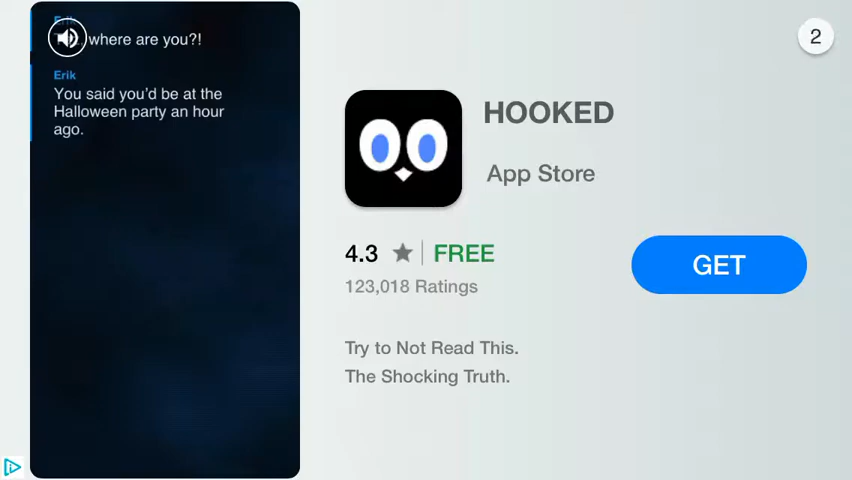 Erik
where are you?!
Erik
You said you'd be at the
Halloween party an hour
ago.
2
HOOKED
App Store
4.3 ★ | FREE
123,018 Ratings
GET
Try to Not Read This.
The Shocking Truth.